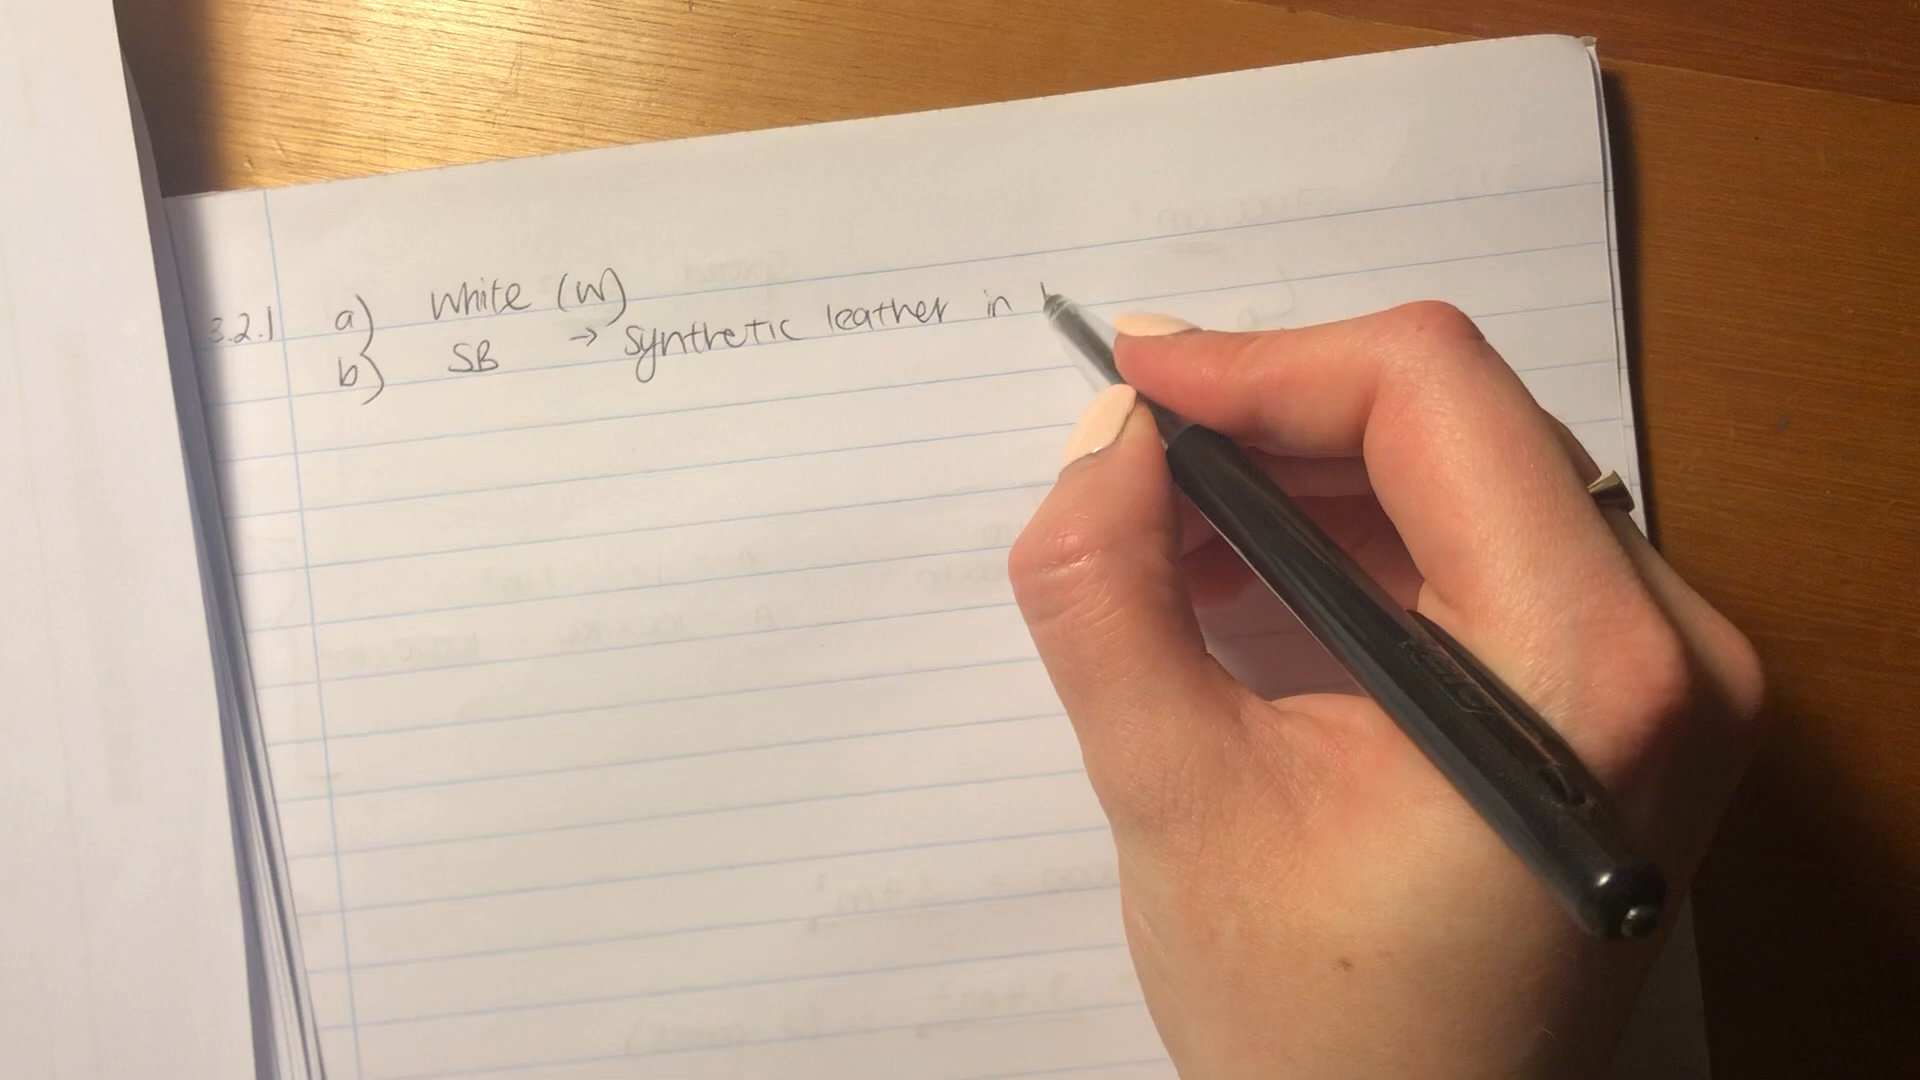 3.2.1 a) White (W)
b) SB → Synthetic leather in